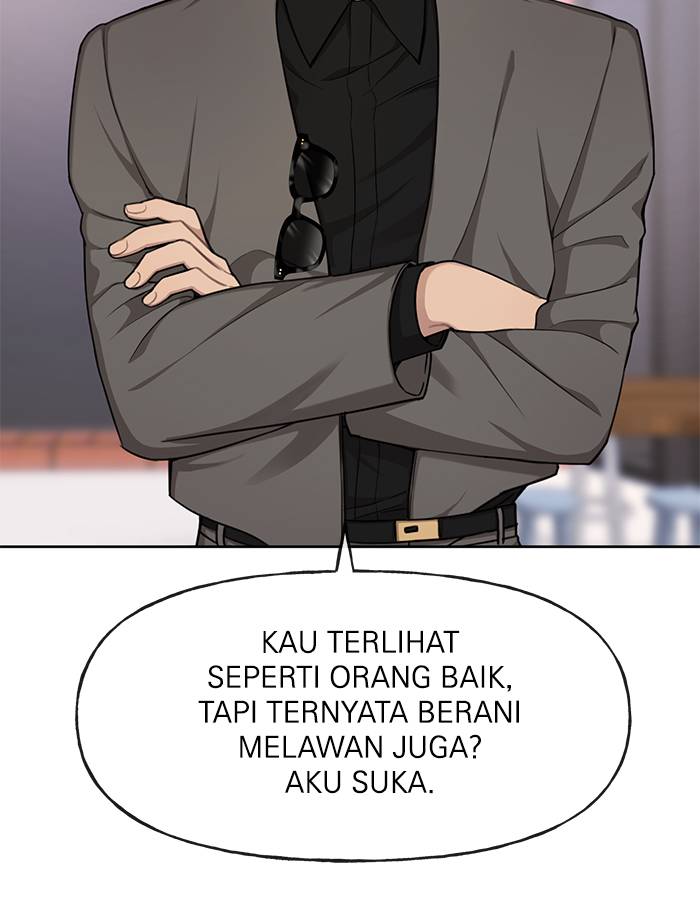 KAU TERLIHAT
SEPERTI ORANG BAIK,
TAPI TERNYATA BERANI
MELAWAN JUGA?
AKU SUKA.